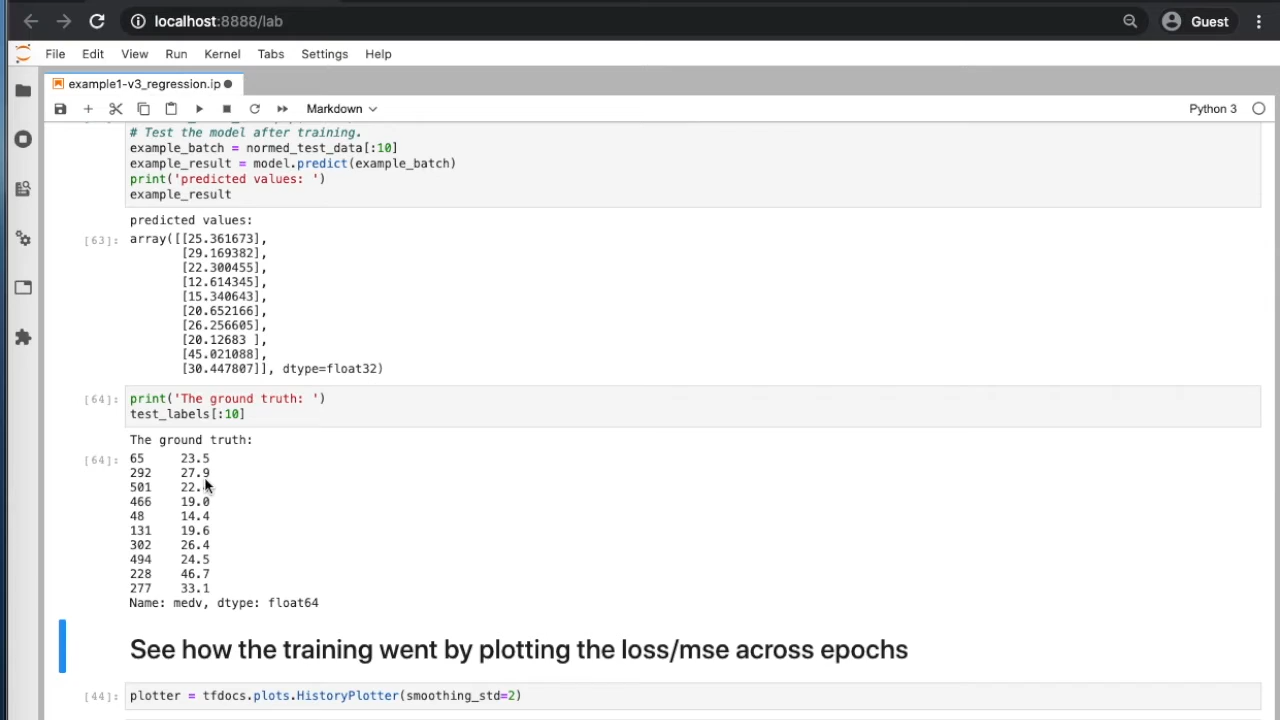 localhost:8888/lab
Guest
File Edit View Run Kernel Tabs Settings Help
example1-v3_regression.ip
Markdown
Python 3
# Test the model after training.
example_batch = normed_test_data[:10]
example_result = model.predict(example_batch)
print('predicted values: ')
example_result
predicted values:
[63]: array([[25.361673],
[29.169382],
[22.300455],
[12.614345],
[15.340643],
[20.652166],
[26.256605],
[20.12683 ],
[45.021088],
[30.447807]], dtype=float32)
[64]: print('The ground truth: ')
test_labels[:10]
The ground truth:
[64]: 65 23.5
292 27.9
501 22.
466 19.0
48 14.4
131 19.6
302 26.4
494 24.5
228 46.7
277 33.1
Name: medv, dtype: float64
See how the training went by plotting the loss/mse across epochs
[44]: plotter = tfdocs.plots.HistoryPlotter(smoothing_std=2)